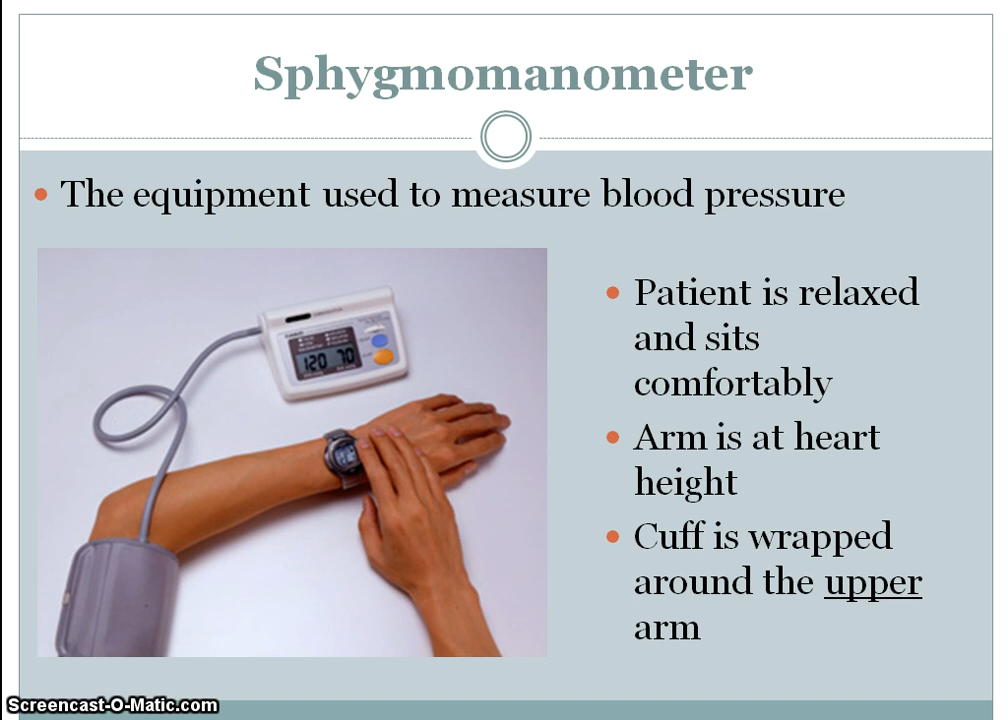 Sphygmomanometer
• The equipment used to measure blood pressure
120 70
• Patient is relaxed
and sits
comfortably
• Arm is at heart
height
• Cuff is wrapped
around the upper
arm
Screencast-O-Matic.com